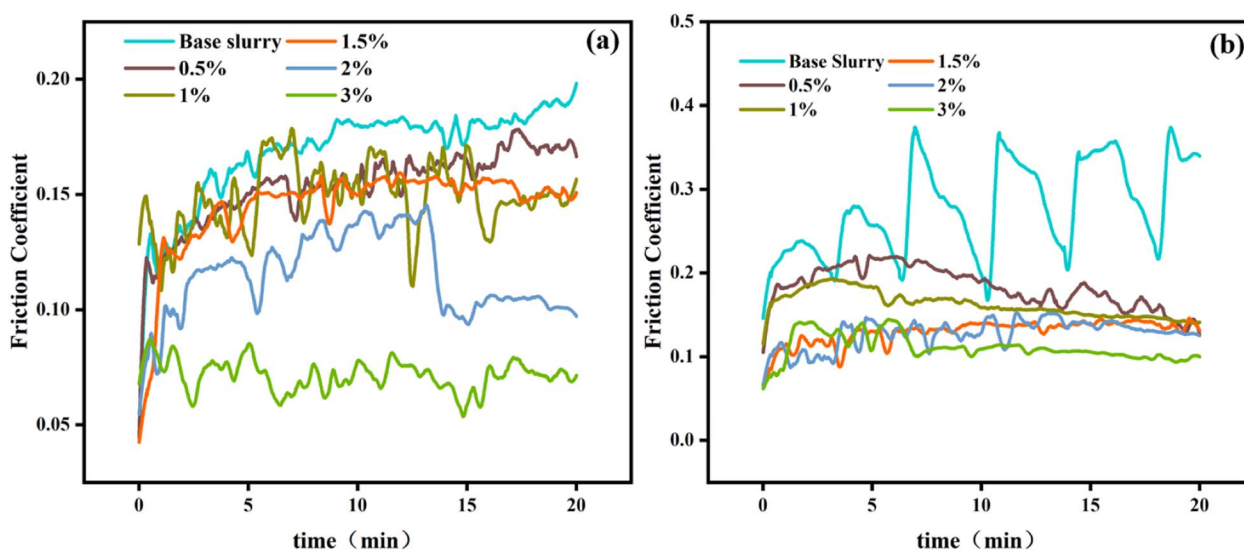 (a)
Base slurry 1.5%
0.5% 2%
1% 3%
Friction Coefficient
0.20
0.15
0.10
0.05
0 5 10 15 20
time（min）
(b)
Base Slurry 1.5%
0.5% 2%
1% 3%
Friction Coefficient
0.5
0.4
0.3
0.2
0.1
0.0
0 5 10 15 20
time（min）